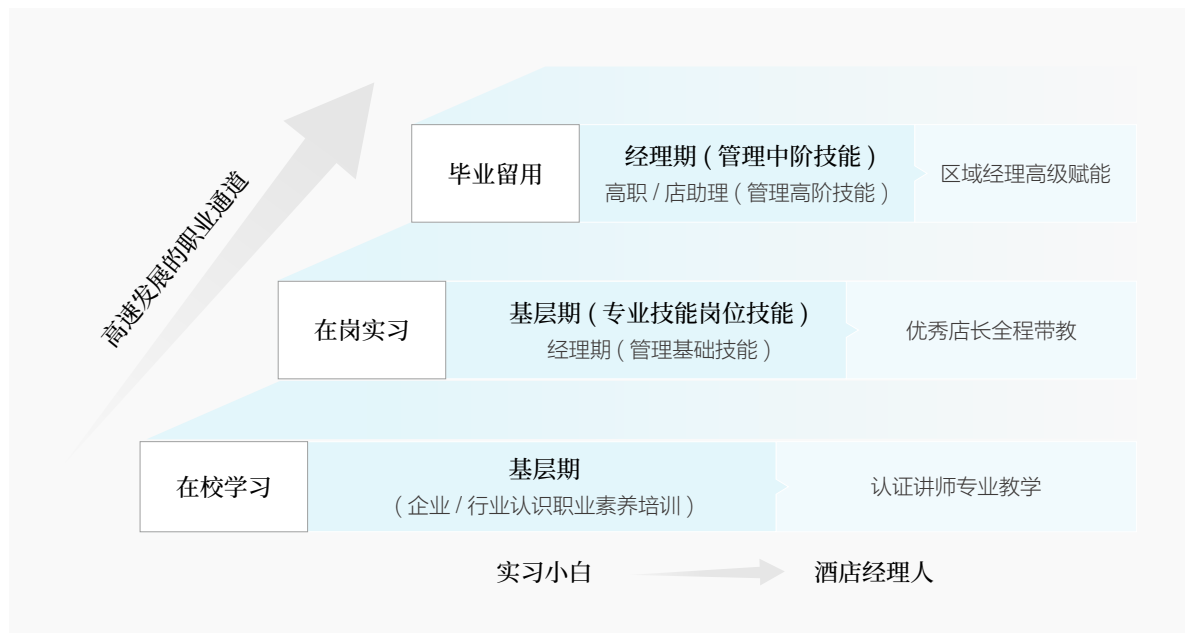 高速发展的职业通道
毕业留用
经理期 ( 管理中阶技能 )
高职 / 店助理 ( 管理高阶技能 )
区域经理高级赋能
在岗实习
基层期 ( 专业技能岗位技能 )
经理期 ( 管理基础技能 )
优秀店长全程带教
在校学习
基层期
( 企业 / 行业认识职业素养培训 )
认证讲师专业教学
实习小白
酒店经理人